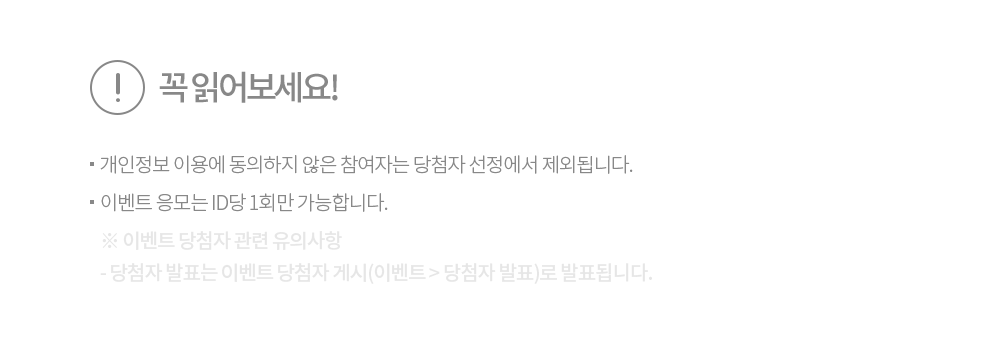 꼭 읽어보세요!
▪ 개인정보 이용에 동의하지 않은 참여자는 당첨자 선정에서 제외됩니다.
▪ 이벤트 응모는 ID당 1회만 가능합니다.
※ 이벤트 당첨자 관련 유의사항
- 당첨자 발표는 이벤트 당첨자 게시(이벤트 > 당첨자 발표)로 발표됩니다.